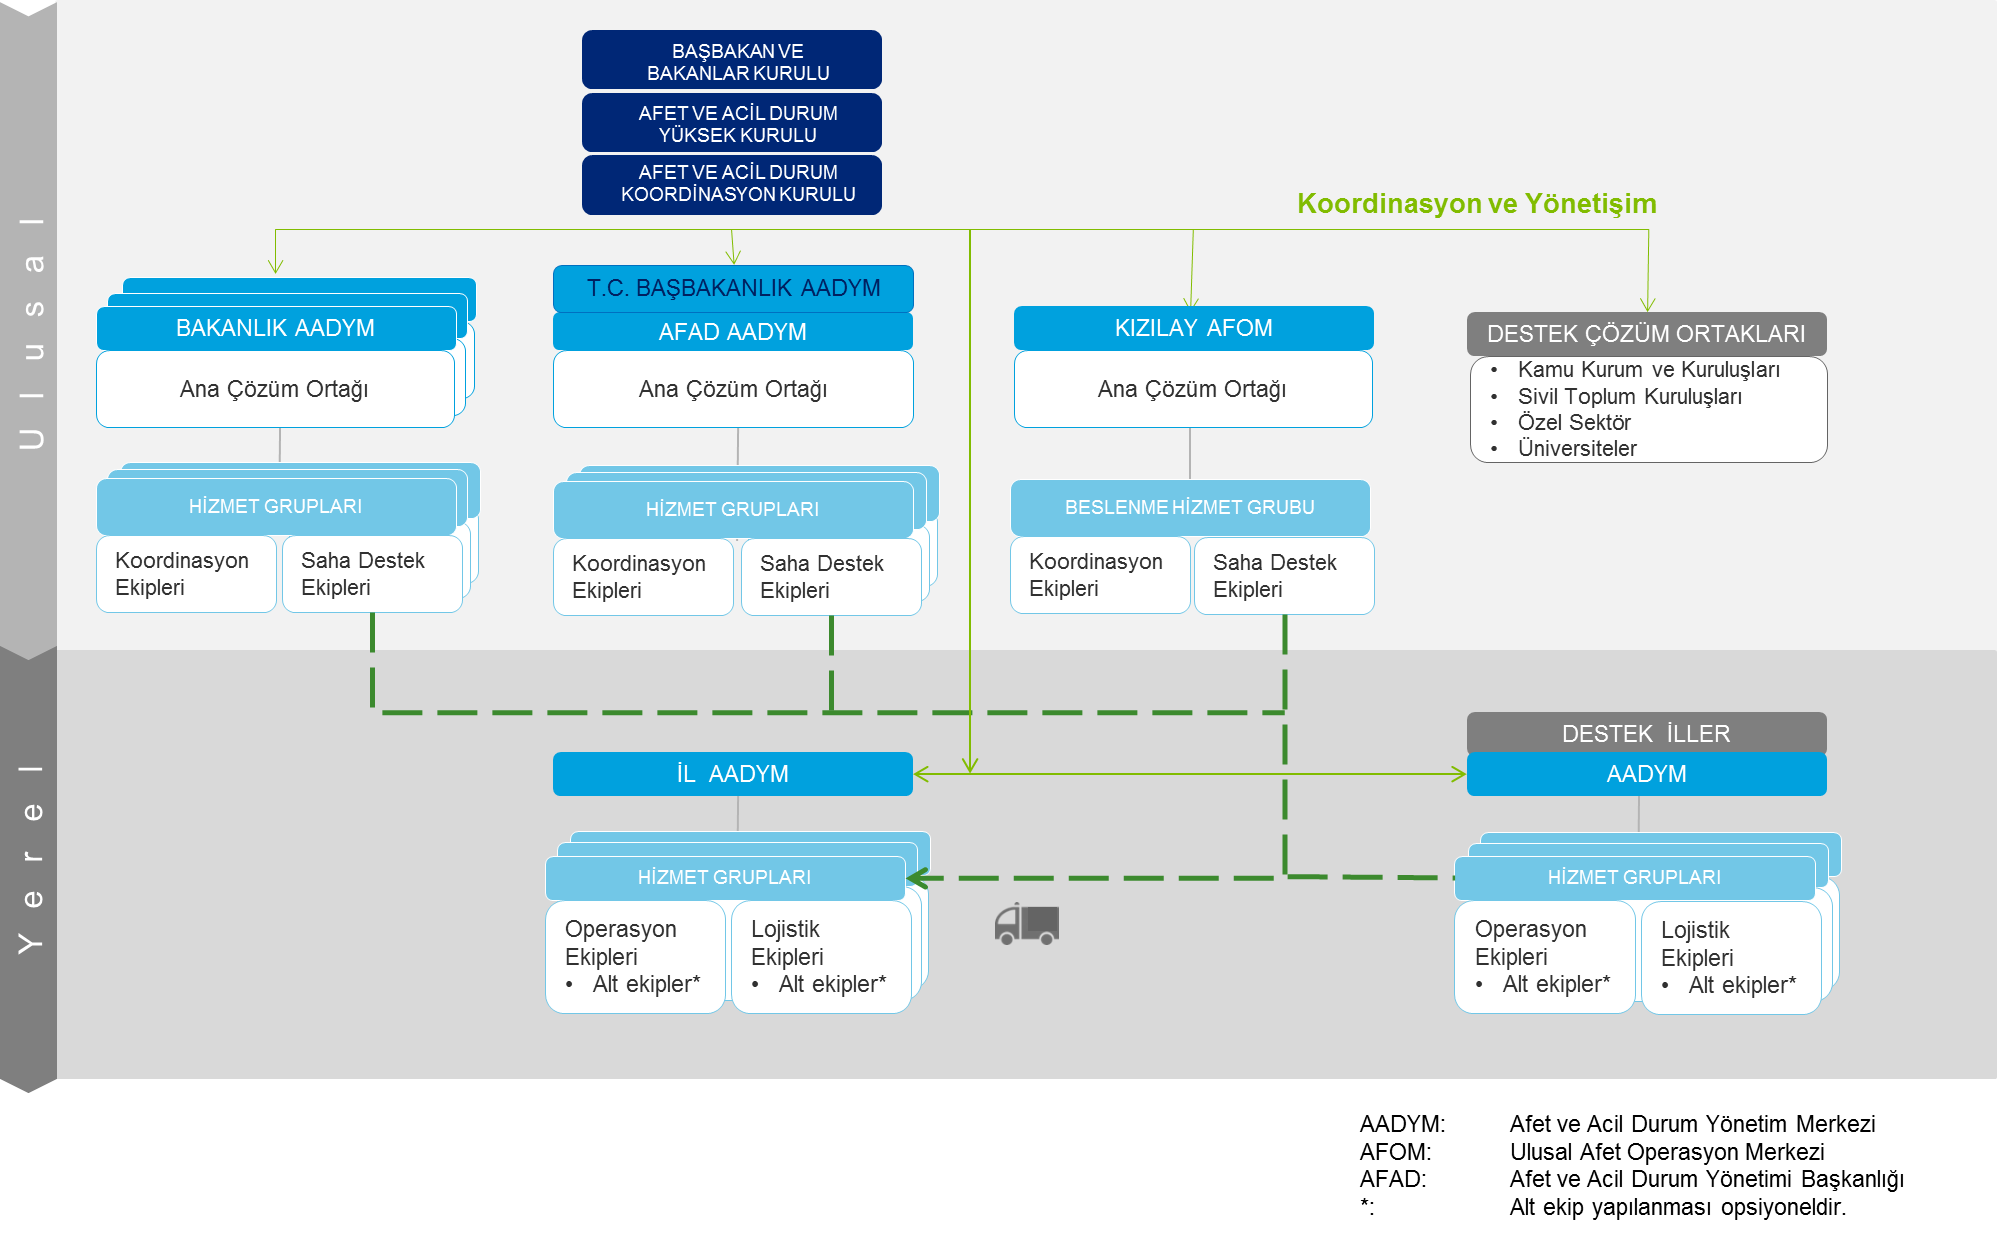 BAŞBAKAN VE
BAKANLAR KURULU
AFET VE ACİL DURUM
YÜKSEK KURULU
AFET VE ACİL DURUM
KOORDİNASYON KURULU
Koordinasyon ve Yönetişim
Ulusal
BAKANLIK AADYM
Ana Çözüm Ortağı
HİZMET GRUPLARI
Koordinasyon
Ekipleri
Saha Destek
Ekipleri
T.C. BAŞBAKANLIK AADYM
AFAD AADYM
Ana Çözüm Ortağı
HİZMET GRUPLARI
Koordinasyon
Ekipleri
Saha Destek
Ekipleri
KIZILAY AFOM
Ana Çözüm Ortağı
BESLENME HİZMET GRUBU
Koordinasyon
Ekipleri
Saha Destek
Ekipleri
DESTEK ÇÖZÜM ORTAKLARI
• Kamu Kurum ve Kuruluşları
• Sivil Toplum Kuruluşları
• Özel Sektör
• Üniversiteler
Yerel
İL AADYM
HİZMET GRUPLARI
Operasyon
Ekipleri
• Alt ekipler*
Lojistik
Ekipleri
• Alt ekipler*
DESTEK İLLER
AADYM
HİZMET GRUPLARI
Operasyon
Ekipleri
• Alt ekipler*
Lojistik
Ekipleri
• Alt ekipler*
AADYM: Afet ve Acil Durum Yönetim Merkezi
AFOM: Ulusal Afet Operasyon Merkezi
AFAD: Afet ve Acil Durum Yönetimi Başkanlığı
*: Alt ekip yapılanması opsiyoneldir.